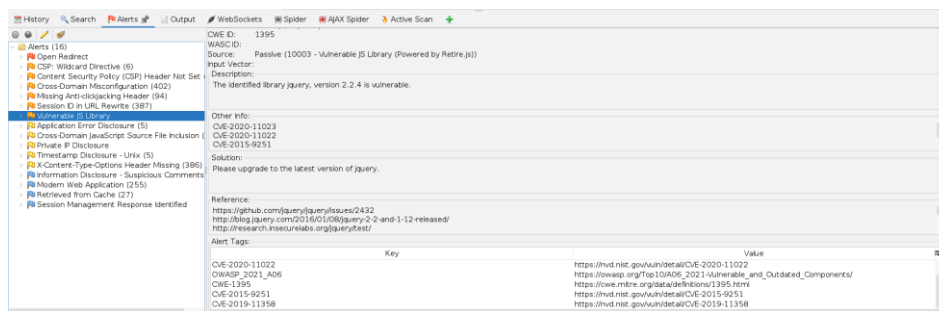 History Search Alerts Output WebSockets Spider AJAX Spider Active Scan
Alerts (16)
Open Redirect
CSP: Wildcard Directive (6)
Content Security Policy (CSP) Header Not Set
Cross-Domain Misconfiguration (402)
Missing Anti-clickjacking Header (94)
Session ID in URL Rewrite (387)
Vulnerable JS Library
Application Error Disclosure (5)
Cross-Domain JavaScript Source File Inclusion (
Private IP Disclosure
Timestamp Disclosure - Unix (5)
X-Content-Type-Options Header Missing (386)
Information Disclosure - Suspicious Comments
Modern Web Application (255)
Retrieved from Cache (27)
Session Management Response Identified
CWE ID: 1395
WASC ID:
Source: Passive (10003 - Vulnerable JS Library (Powered by Retire.js))
Input Vector:
Description:
The identified library jquery, version 2.2.4 is vulnerable.
Other Info:
CVE-2020-11023
CVE-2020-11022
CVE-2015-9251
Solution:
Please upgrade to the latest version of jquery.
Reference:
https://github.com/jquery/jquery/issues/2432
http://blog.jquery.com/2016/01/08/jquery-2-2-and-1-12-released/
http://research.insecurelabs.org/jquery/test/
Alert Tags:
Key Value
CVE-2020-11022 https://nvd.nist.gov/vuln/detail/CVE-2020-11022
OWASP_2021_A06 https://owasp.org/Top10/A06_2021-Vulnerable_and_Outdated_Components/
CWE-1395 https://cwe.mitre.org/data/definitions/1395.html
CVE-2015-9251 https://nvd.nist.gov/vuln/detail/CVE-2015-9251
CVE-2019-11358 https://nvd.nist.gov/vuln/detail/CVE-2019-11358